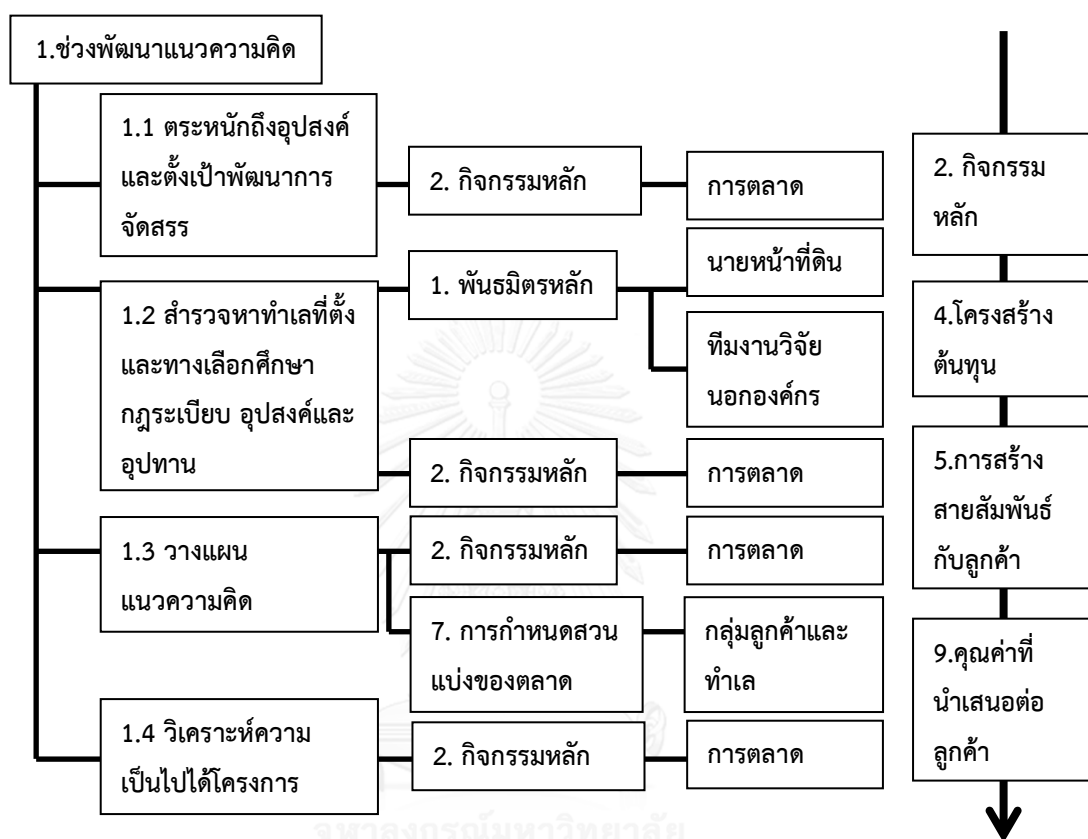 1.ช่วงพัฒนาแนวความคิด
1.1 ตระหนักถึงอุปสงค์
และตั้งเป้าพัฒนาการ
จัดสรร
2. กิจกรรมหลัก
การตลาด
1.2 สำรวจหาทำเลที่ตั้ง
และทางเลือกศึกษา
กฎระเบียบ อุปสงค์และ
อุปทาน
1. พันธมิตรหลัก
นายหน้าที่ดิน
ทีมงานวิจัย
นอกองค์กร
2. กิจกรรมหลัก
การตลาด
1.3 วางแผน
แนวความคิด
2. กิจกรรมหลัก
การตลาด
7. การกำหนดสวน
แบ่งของตลาด
กลุ่มลูกค้าและ
ทำเล
1.4 วิเคราะห์ความ
เป็นไปได้โครงการ
2. กิจกรรมหลัก
การตลาด
2. กิจกรรม
หลัก
4.โครงสร้าง
ต้นทุน
5.การสร้าง
สายสัมพันธ์
กับลูกค้า
9.คุณค่าที่
นำเสนอต่อ
ลูกค้า
จุฬาลงกรณ์มหาวิทยาลัย